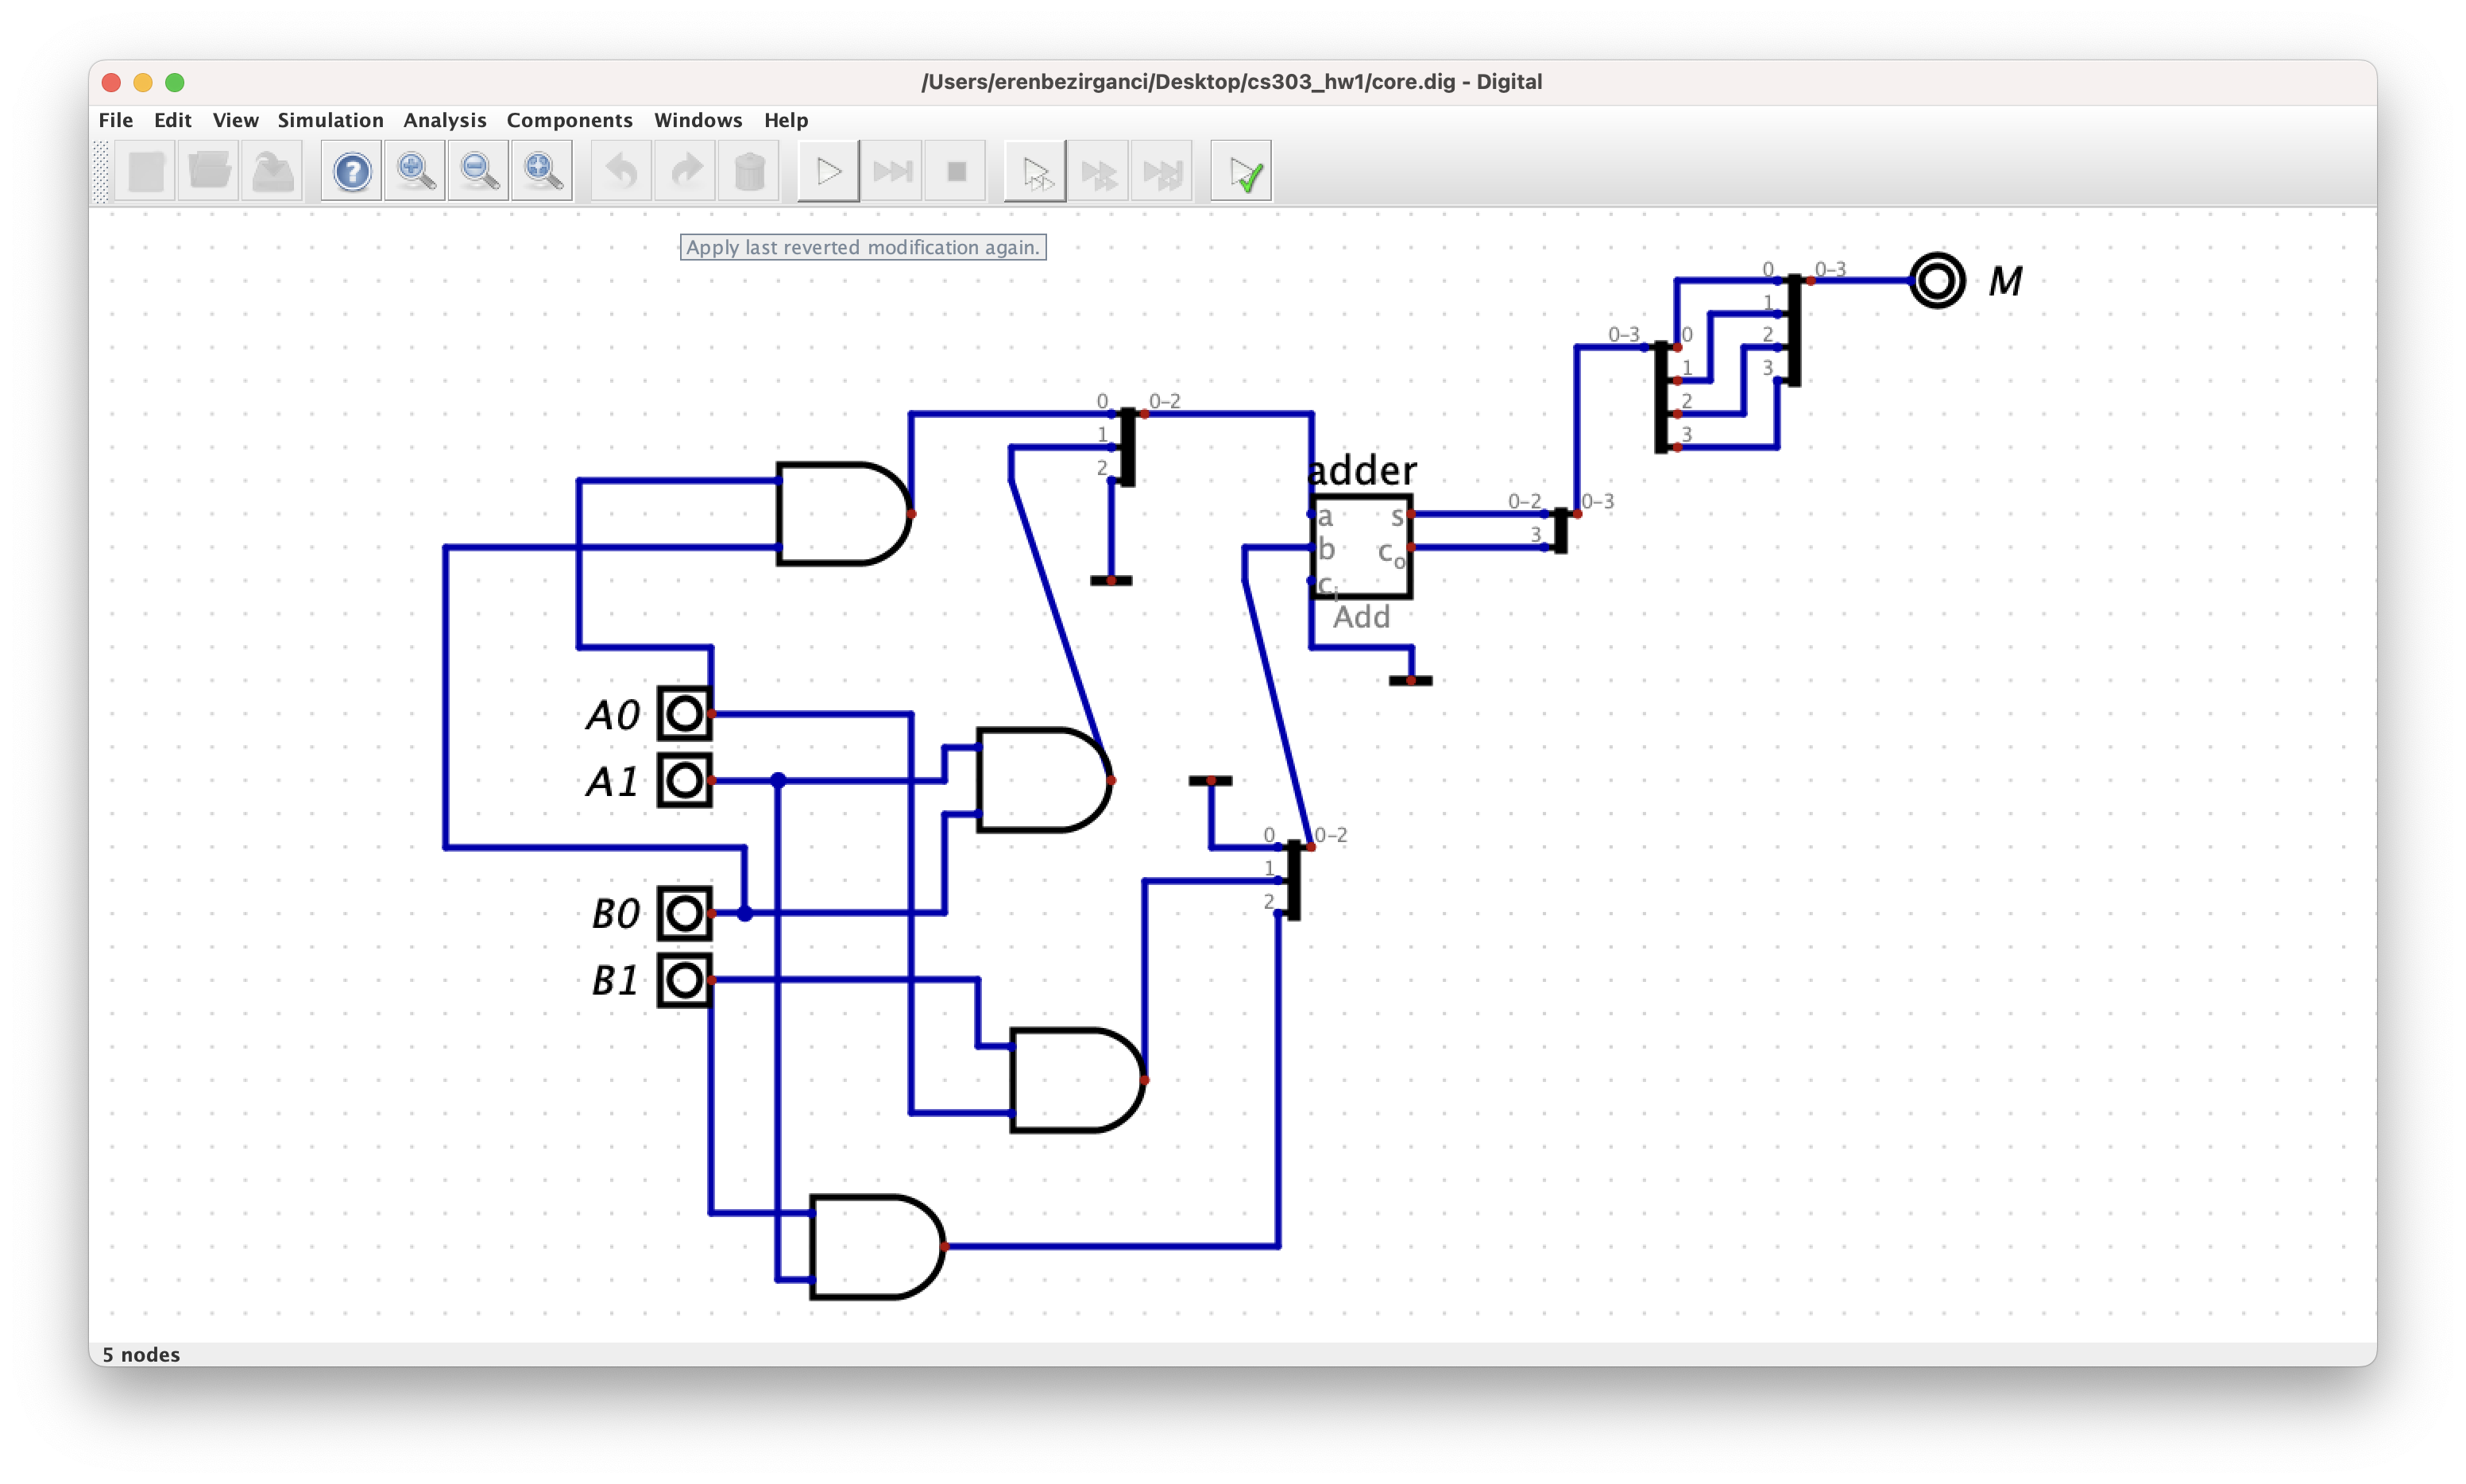 /Users/erenbezirganci/Desktop/cs303_hw1/core.dig - Digital
File Edit View Simulation Analysis Components Windows Help
Apply last reverted modification again.
0 0-3 M
1
0-3 0 2
1 3
2
3
0 0-2
1
2
adder
a s 0-2 0-3
b co 3
ci
Add
A0
A1
0 0-2
1
B0 2
B1
5 nodes